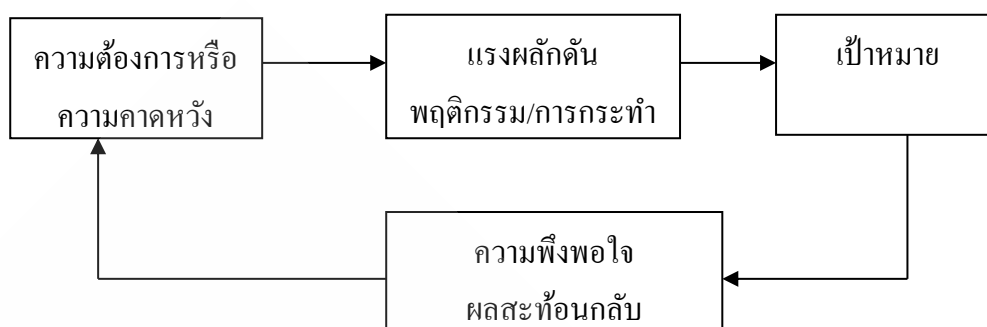 ความต้องการหรือ
ความคาดหวัง
แรงผลักดัน
พฤติกรรม/การกระทำ
เป้าหมาย
ความพึงพอใจ
ผลสะท้อนกลับ